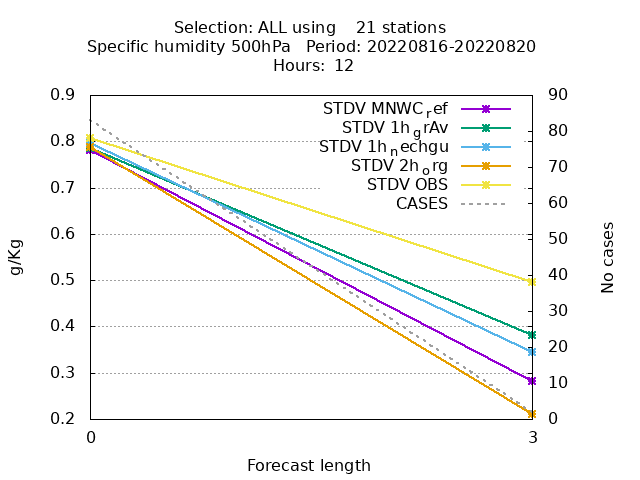 Selection: ALL using    21 stations
Specific humidity 500hPa   Period: 20220816-20220820
Hours:  12
STDV MNWC_ref
STDV 1h_grAv
STDV 1h_nechgu
STDV 2h_org
STDV OBS
CASES
g/Kg
0.9
0.8
0.7
0.6
0.5
0.4
0.3
0.2
No cases
90
80
70
60
50
40
30
20
10
0
0
3
Forecast length